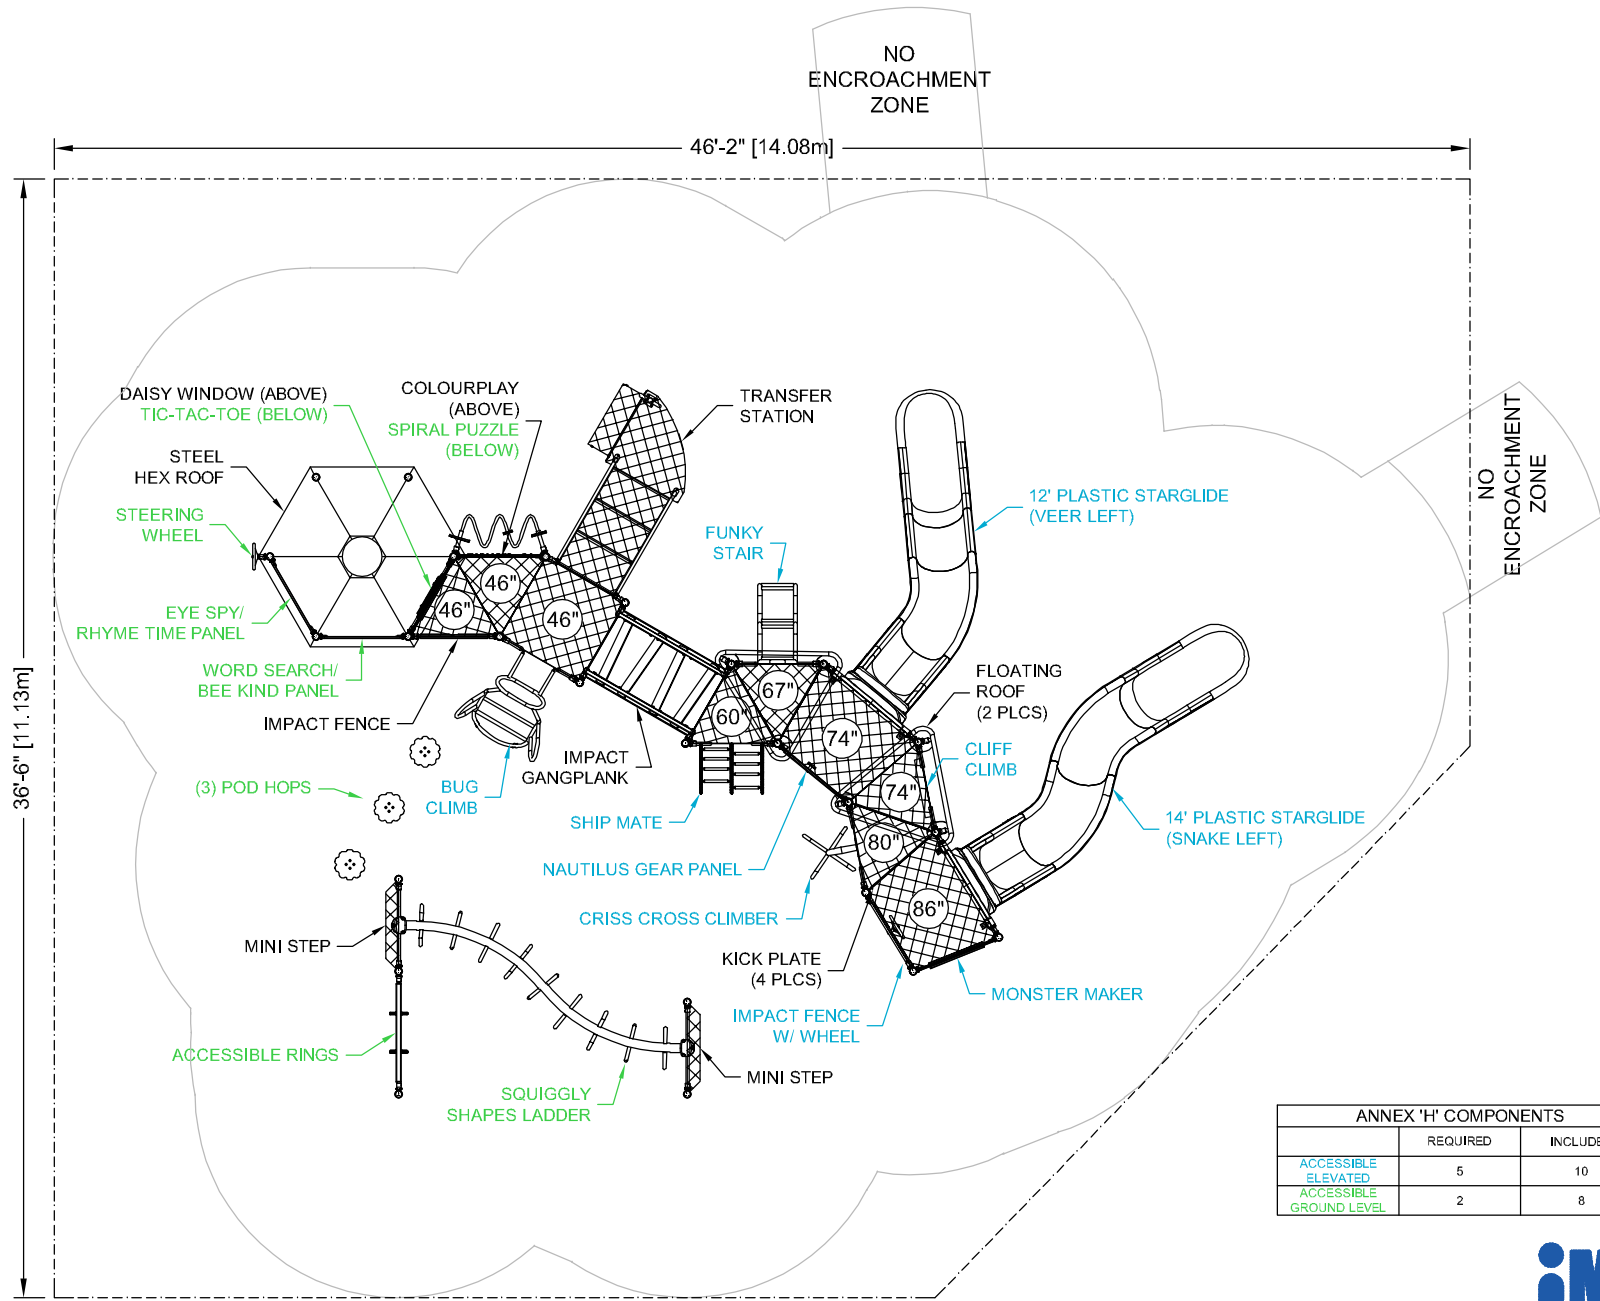 NO
ENCROACHMENT
ZONE
46'-2" [14.08m]
36'-6" [11.13m]
DAISY WINDOW (ABOVE)
TIC-TAC-TOE (BELOW)
COLOURPLAY
(ABOVE)
SPIRAL PUZZLE
(BELOW)
TRANSFER
STATION
STEEL
HEX ROOF
STEERING
WHEEL
12' PLASTIC STARGLIDE
(VEER LEFT)
NO
ENCROACHMENT
ZONE
FUNKY
STAIR
EYE SPY/
RHYME TIME PANEL
46"
46"
46"
WORD SEARCH/
BEE KIND PANEL
IMPACT FENCE
67"
60"
74"
74"
80"
86"
FLOATING
ROOF
(2 PLCS)
CLIFF
CLIMB
IMPACT
GANGPLANK
BUG
CLIMB
(3) POD HOPS
SHIP MATE
14' PLASTIC STARGLIDE
(SNAKE LEFT)
NAUTILUS GEAR PANEL
CRISS CROSS CLIMBER
MINI STEP
KICK PLATE
(4 PLCS)
MONSTER MAKER
IMPACT FENCE
W/ WHEEL
ACCESSIBLE RINGS
MINI STEP
SQUIGGLY
SHAPES LADDER
ANNEX 'H' COMPONENTS
REQUIRED INCLUDE
ACCESSIBLE
ELEVATED 5 10
ACCESSIBLE
GROUND LEVEL 2 8